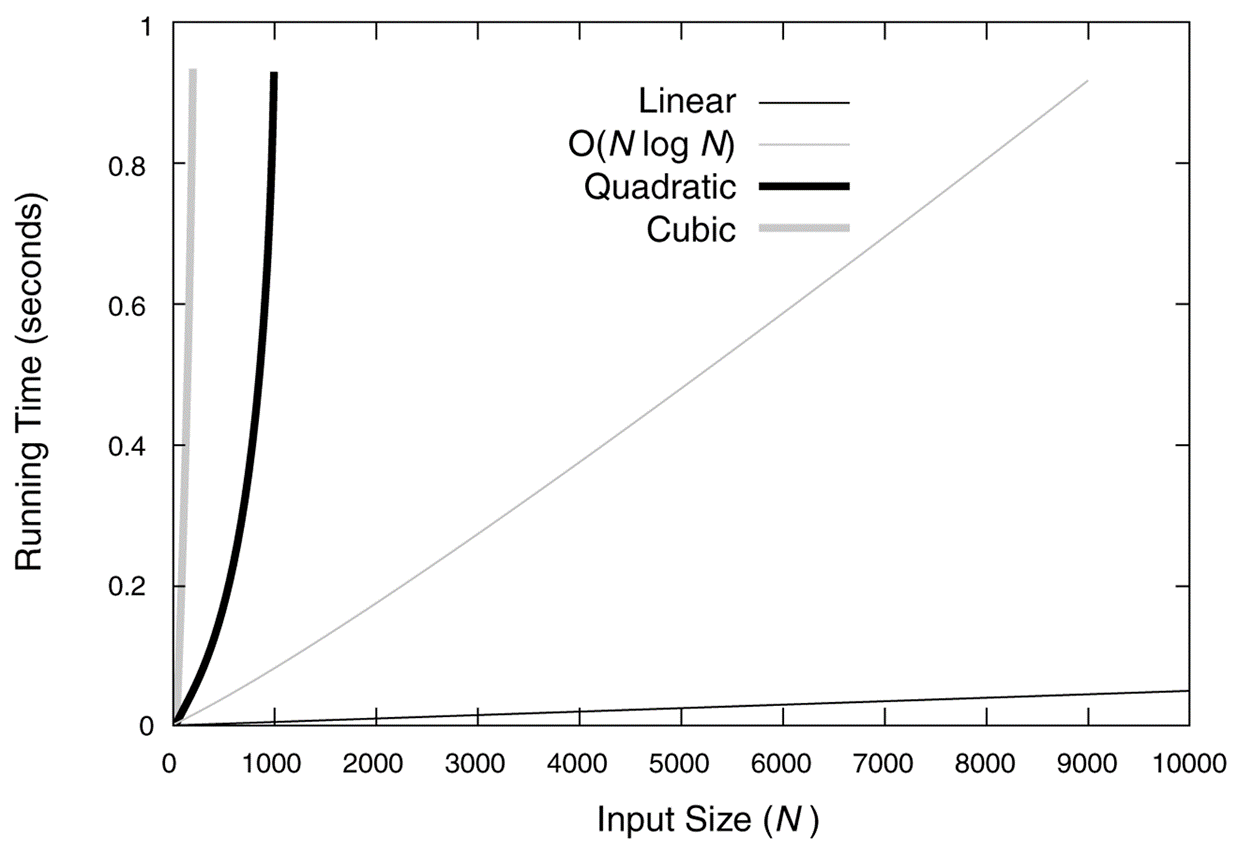 1
0.8
0.6
0.4
0.2
0
Running Time (seconds)
Linear
O(N log N)
Quadratic
Cubic
0 1000 2000 3000 4000 5000 6000 7000 8000 9000 10000
Input Size (N)